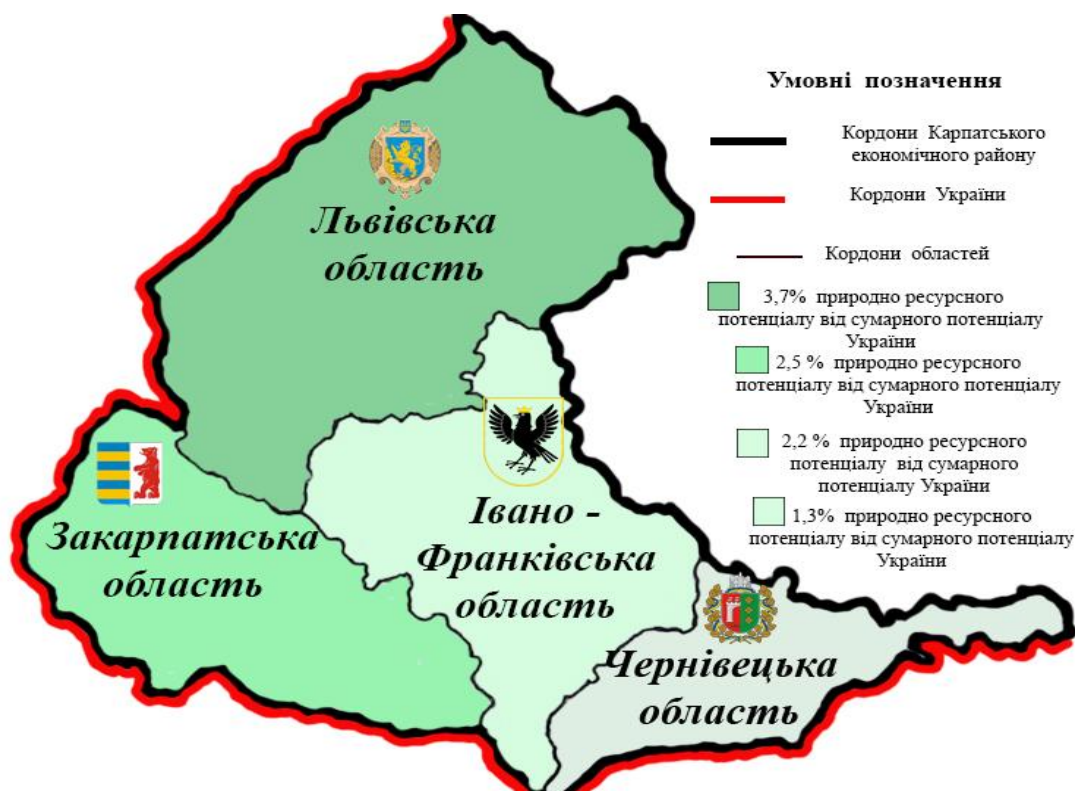 Умовні позначення
Кордони Карпатського
економічного району
Кордони України
Кордони областей
3,7% природно ресурсного
потенціалу від сумарного потенціалу
України
2,5 % природно ресурсного
потенціалу від сумарного потенціалу
України
2,2 % природно ресурсного
потенціалу від сумарного
потенціалу України
1,3% природно ресурсного
потенціалу від сумарного потенціалу
України
Львівська
область
Закарпатська
область
Івано -
Франківська
область
Чернівецька
область